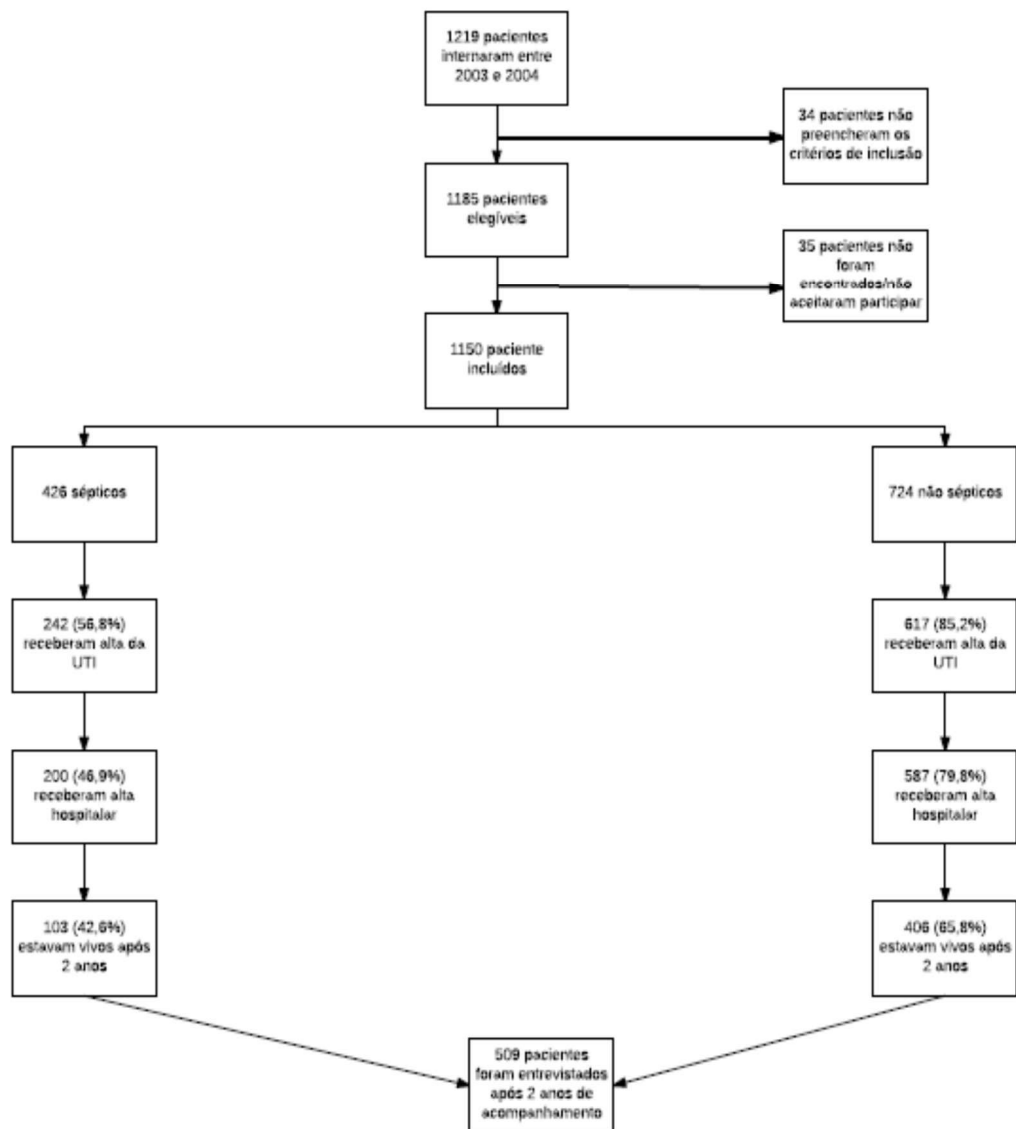 1219 pacientes
internaram entre
2003 e 2004
34 pacientes não
preencheram os
critérios de inclusão
1185 pacientes
elegíveis
35 pacientes não
foram
encontrados/não
aceitaram participar
1150 paciente
incluídos
426 sépticos
724 não sépticos
242 (56,8%)
receberam alta da
UTI
617 (85,2%)
receberam alta da
UTI
200 (46,9%)
receberam alta
hospitalar
587 (79,8%)
receberam alta
hospitalar
103 (42,6%)
estavam vivos após
2 anos
406 (65,8%)
estavam vivos após
2 anos
509 pacientes
foram entrevistados
após 2 anos de
acompanhamento